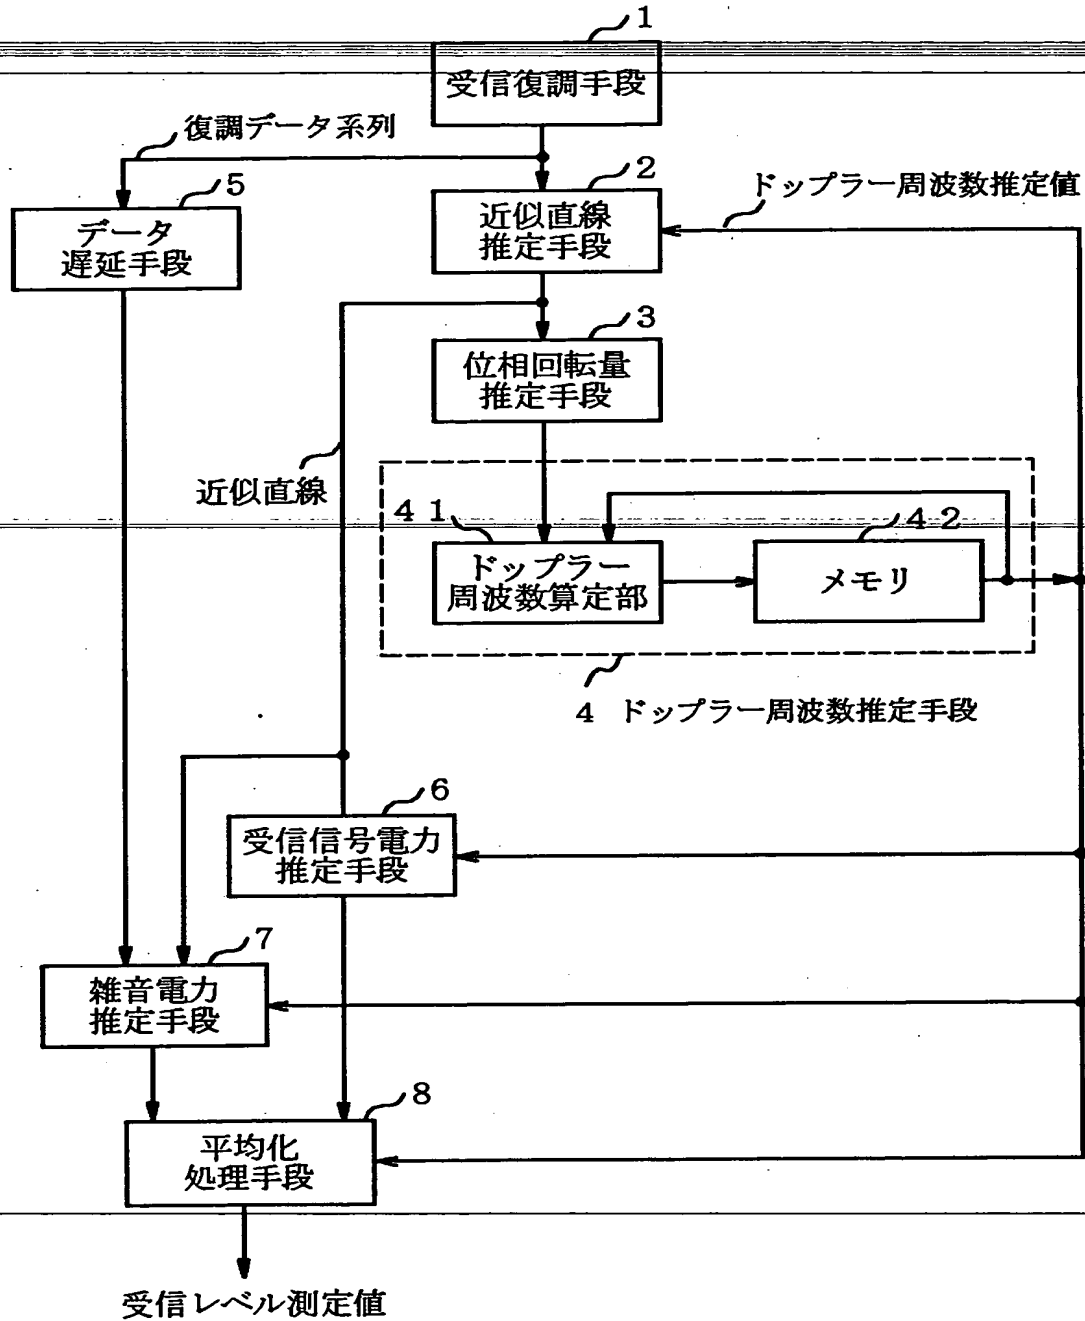 1
受信復調手段
復調データ系列
2
ドップラー周波数推定値
5
近似直線
推定手段
データ
遅延手段
3
位相回転量
推定手段
近似直線
41
42
ドップラー
周波数算定部
メモリ
4 ドップラー周波数推定手段
6
受信信号電力
推定手段
7
雑音電力
推定手段
8
平均化
処理手段
受信レベル測定値